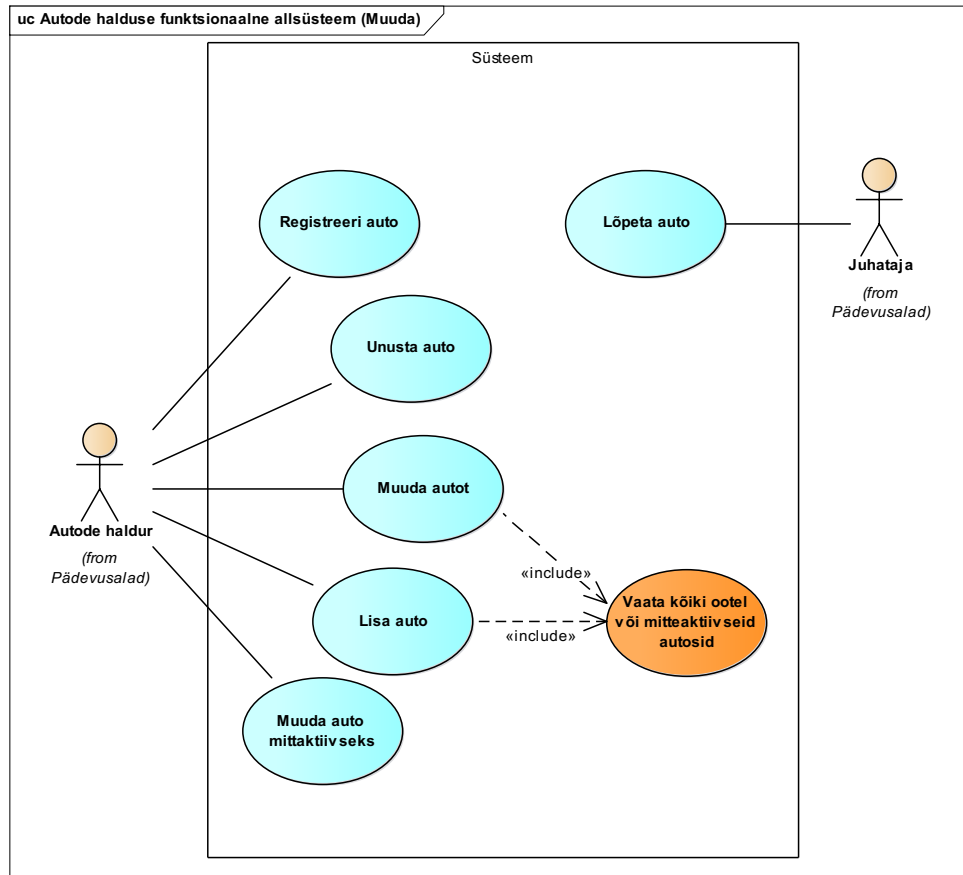 uc Autode halduse funktsionaalne allsüsteem (Muuda)
Süsteem
Registreeri auto
Lõpeta auto
Juhataja
(from
Pädevusalad)
Unusta auto
Autode haldur
(from
Pädevusalad)
Muuda autot
«include»
Lisa auto
«include»
Vaata kõiki ootel
või mitteaktiivseid
autosid
Muuda auto
mittaktiivseks